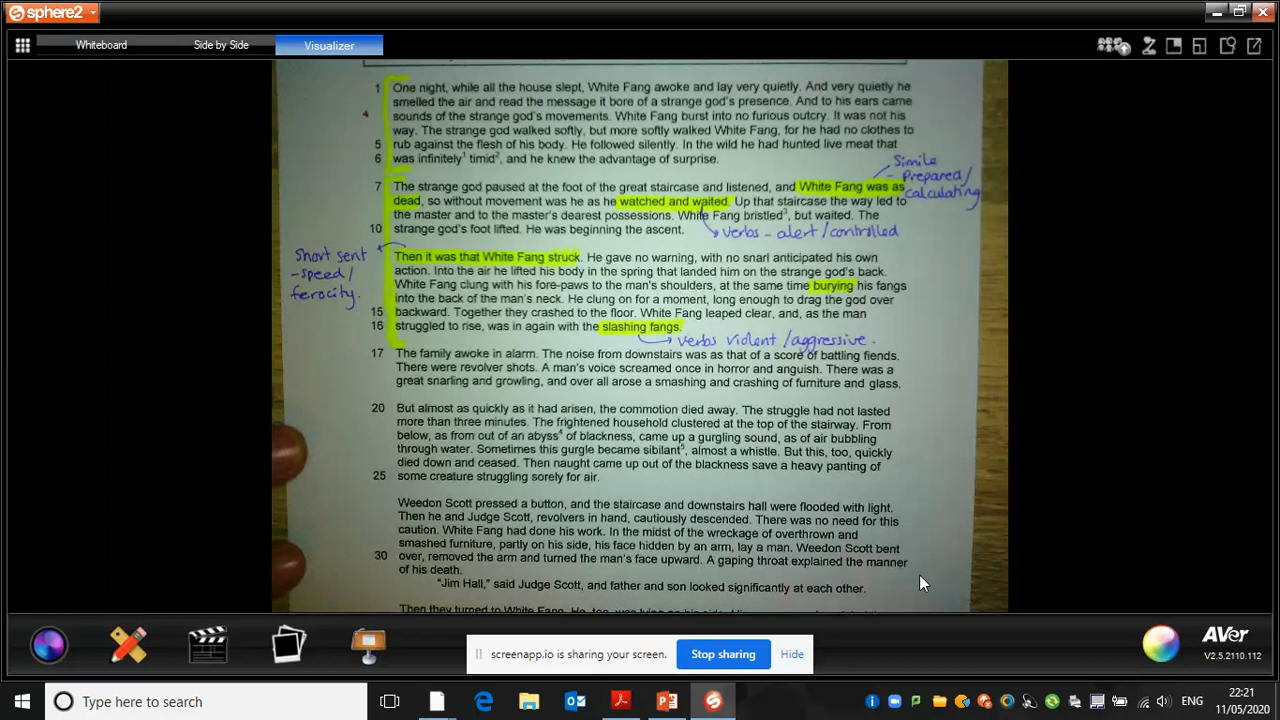 sphere2
Whiteboard
Side by Side
Visualizer
1 One night, while all the house slept, White Fang awoke and lay very quietly. And very quietly he
smelled the air and read the message it bore of a strange god's presence. And to his ears came
sounds of the strange god's movements. White Fang burst into no furious outcry. It was not his
way. The strange god walked softly, but more softly walked White Fang, for he had no clothes to
5 rub against the flesh of his body. He followed silently. In the wild he had hunted live meat that
6 was infinitely¹ timid², and he knew the advantage of surprise.
Simile
- Prepared/
calculating
7 The strange god paused at the foot of the great staircase and listened, and White Fang was as
dead, so without movement was he as he watched and waited. Up that staircase the way led to
the master and to the master's dearest possessions. White Fang bristled³, but waited. The
10 strange god's foot lifted. He was beginning the ascent.
verbs - alert/controlled
Short sent
- speed/
ferocity.
Then it was that White Fang struck. He gave no warning, with no snarl anticipated his own
action. Into the air he lifted his body in the spring that landed him on the strange god's back.
White Fang clung with his fore-paws to the man's shoulders, at the same time burying his fangs
into the back of the man's neck. He clung on for a moment, long enough to drag the god over
15 backward. Together they crashed to the floor. White Fang leaped clear, and, as the man
16 struggled to rise, was in again with the slashing fangs.
verbs violent/aggressive.
17 The family awoke in alarm. The noise from downstairs was as that of a score of battling fiends.
There were revolver shots. A man's voice screamed once in horror and anguish. There was a
great snarling and growling, and over all arose a smashing and crashing of furniture and glass.
20 But almost as quickly as it had arisen, the commotion died away. The struggle had not lasted
more than three minutes. The frightened household clustered at the top of the stairway. From
below, as from out of an abyss⁴ of blackness, came up a gurgling sound, as of air bubbling
through water. Sometimes this gurgle became sibilant⁵, almost a whistle. But this, too, quickly
died down and ceased. Then naught came up out of the blackness save a heavy panting of
25 some creature struggling sorely for air.
Weedon Scott pressed a button, and the staircase and downstairs hall were flooded with light.
Then he and Judge Scott, revolvers in hand, cautiously descended. There was no need for this
caution. White Fang had done his work. In the midst of the wreckage of overthrown and
smashed furniture, partly on his side, his face hidden by an arm, lay a man. Weedon Scott bent
30 over, removed the arm and turned the man's face upward. A gaping throat explained the manner
of his death.
"Jim Hall," said Judge Scott, and father and son looked significantly at each other.
Then they turned to White Fang. He, too, was lying on his side.
screenapp.io is sharing your screen.
Stop sharing
Hide
AVer
V2.5.2110.112
Type here to search
ENG
22:21
11/05/2020